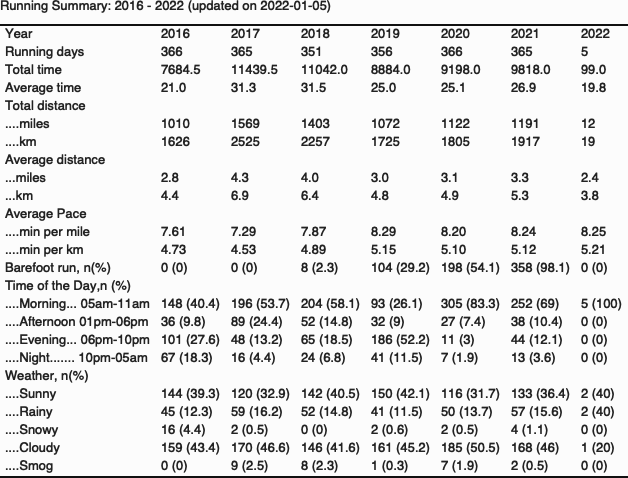 Running Summary: 2016 - 2022 (updated on 2022-01-05)
Year 2016 2017 2018 2019 2020 2021 2022
Running days 366 365 351 356 366 365 5
Total time 7684.5 11439.5 11042.0 8884.0 9198.0 9818.0 99.0
Average time 21.0 31.3 31.5 25.0 25.1 26.9 19.8
Total distance
....miles 1010 1569 1403 1072 1122 1191 12
....km 1626 2525 2257 1725 1805 1917 19
Average distance
...miles 2.8 4.3 4.0 3.0 3.1 3.3 2.4
...km 4.4 6.9 6.4 4.8 4.9 5.3 3.8
Average Pace
....min per mile 7.61 7.29 7.87 8.29 8.20 8.24 8.25
....min per km 4.73 4.53 4.89 5.15 5.10 5.12 5.21
Barefoot run, n(%) 0 (0) 0 (0) 8 (2.3) 104 (29.2) 198 (54.1) 358 (98.1) 0 (0)
Time of the Day,n (%)
....Morning... 05am-11am 148 (40.4) 196 (53.7) 204 (58.1) 93 (26.1) 305 (83.3) 252 (69) 5 (100)
....Afternoon 01pm-06pm 36 (9.8) 89 (24.4) 52 (14.8) 32 (9) 27 (7.4) 38 (10.4) 0 (0)
....Evening... 06pm-10pm 101 (27.6) 48 (13.2) 65 (18.5) 186 (52.2) 11 (3) 44 (12.1) 0 (0)
....Night....... 10pm-05am 67 (18.3) 16 (4.4) 24 (6.8) 41 (11.5) 7 (1.9) 13 (3.6) 0 (0)
Weather, n(%)
....Sunny 144 (39.3) 120 (32.9) 142 (40.5) 150 (42.1) 116 (31.7) 133 (36.4) 2 (40)
....Rainy 45 (12.3) 59 (16.2) 52 (14.8) 41 (11.5) 50 (13.7) 57 (15.6) 2 (40)
....Snowy 16 (4.4) 2 (0.5) 0 (0) 2 (0.6) 2 (0.5) 4 (1.1) 0 (0)
....Cloudy 159 (43.4) 170 (46.6) 146 (41.6) 161 (45.2) 185 (50.5) 168 (46) 1 (20)
....Smog 0 (0) 9 (2.5) 8 (2.3) 1 (0.3) 7 (1.9) 2 (0.5) 0 (0)